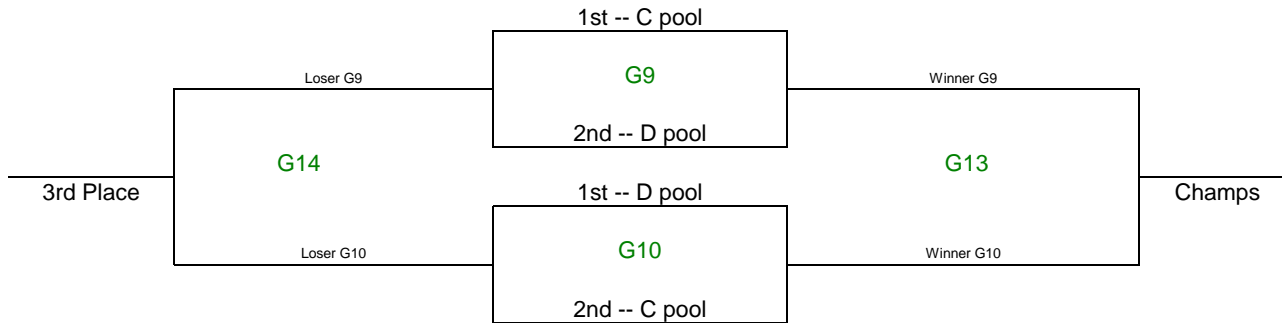 1st -- C pool
Loser G9
G9
Winner G9
2nd -- D pool
G14
G13
3rd Place
1st -- D pool
Champs
Loser G10
G10
Winner G10
2nd -- C pool